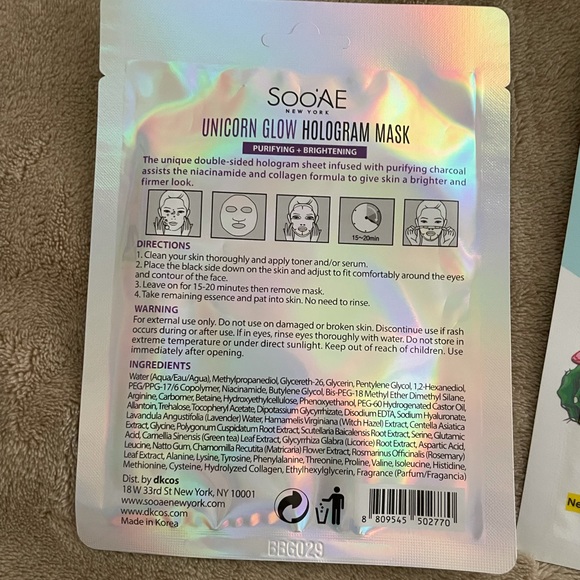 SooAE
NEW YORK
UNICORN GLOW HOLOGRAM MASK
PURIFYING + BRIGHTENING
The unique double-sided hologram sheet infused with purifying charcoal
assists the niacinamide and collagen formula to give skin a brighter and
firmer look.
15~20min
DIRECTIONS
1. Clean your skin thoroughly and apply toner and/or serum.
2. Place the black side down on the skin and adjust to fit comfortably around the eyes
and contour of the face.
3. Leave on for 15-20 minutes then remove mask.
4. Take remaining essence and pat into skin. No need to rinse.
WARNING
For external use only. Do not use on damaged or broken skin. Discontinue use if rash
occurs during or after use. If in eyes, rinse eyes thoroughly with water. Do not store in
extreme temperature or under direct sunlight. Keep out of reach of children. Use
immediately after opening.
INGREDIENTS
Water (Aqua/Eau/Agua), Methylpropanediol, Glycereth-26, Glycerin, Pentylene Glycol, 1,2-Hexanediol,
PEG/PPG-17/6 Copolymer, Niacinamide, Butylene Glycol, Bis-PEG-18 Methyl Ether Dimethyl Silane,
Arginine, Carbomer, Betaine, Hydroxyethylcellulose, Phenoxyethanol, PEG-60 Hydrogenated Castor Oil,
Allantoin, Trehalose, Tocopheryl Acetate, Dipotassium Glycyrrhizate, Disodium EDTA, Sodium Hyaluronate,
Lavandula Angustifolia (Lavender) Water, Hamamelis Virginiana (Witch Hazel) Extract, Centella Asiatica
Extract, Glycine, Polygonum Cuspidatum Root Extract, Scutellaria Baicalensis Root Extract, Serine, Glutamic
Acid, Camellia Sinensis (Green tea) Leaf Extract, Glycyrrhiza Glabra (Licorice) Root Extract, Aspartic Acid,
Leucine, Natto Gum, Chamomilla Recutita (Matricaria) Flower Extract, Rosmarinus Officinalis (Rosemary)
Leaf Extract, Alanine, Lysine, Tyrosine, Phenylalanine, Threonine, Proline, Valine, Isoleucine, Histidine,
Methionine, Cysteine, Hydrolyzed Collagen, Ethylhexylglycerin, Fragrance (Parfum/Fragancia)
Dist. by dkcos
18 W 33rd St New York, NY 10001
www.sooaenewyork.com
www.dkcos.com
Made in Korea
8 809545 502770
BBG029
Ne